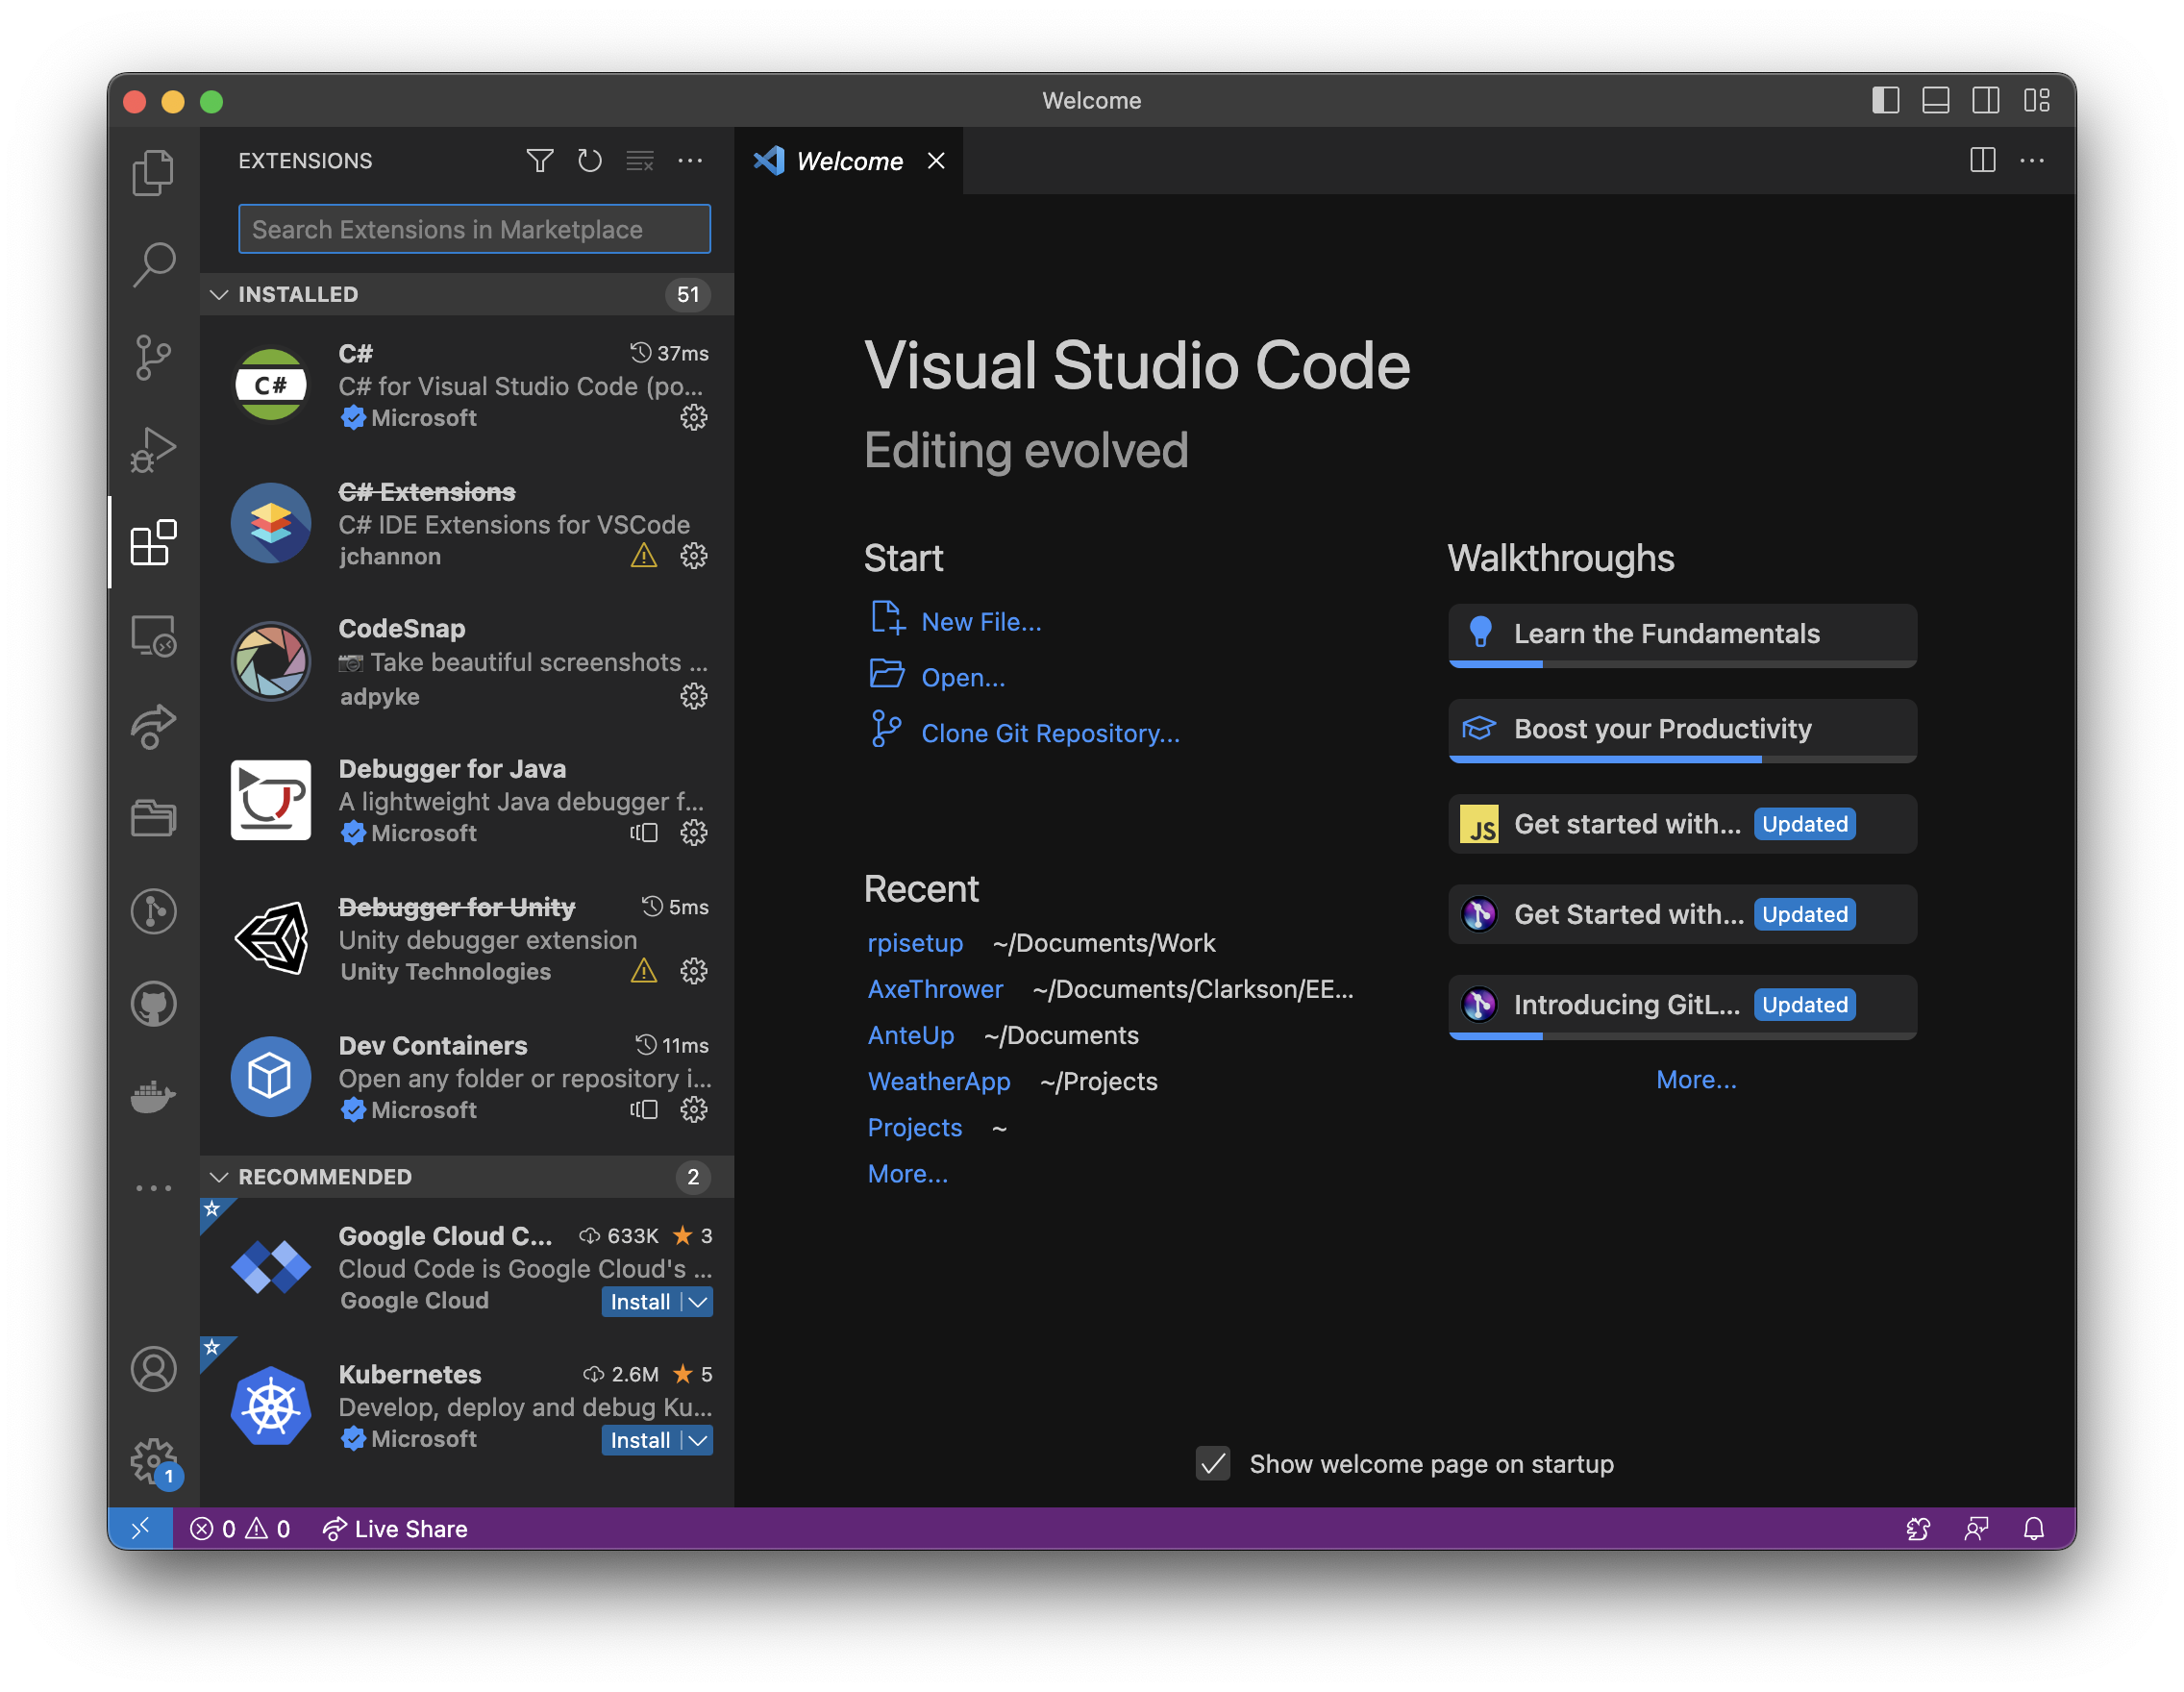 Welcome
EXTENSIONS
Search Extensions in Marketplace
INSTALLED 51
C# 37ms
C#
C# for Visual Studio Code (po...
Microsoft
C# Extensions
C# IDE Extensions for VSCode
jchannon
CodeSnap
📷 Take beautiful screenshots ...
adpyke
Debugger for Java
A lightweight Java debugger f...
Microsoft
Debugger for Unity 5ms
Unity debugger extension
Unity Technologies
Dev Containers 11ms
Open any folder or repository i...
Microsoft
RECOMMENDED 2
Google Cloud C... 633K ★ 3
Cloud Code is Google Cloud's ...
Google Cloud Install
Kubernetes 2.6M ★ 5
Develop, deploy and debug Ku...
Microsoft Install
1
Welcome
Visual Studio Code
Editing evolved
Start
New File...
Open...
Clone Git Repository...
Recent
rpisetup ~/Documents/Work
AxeThrower ~/Documents/Clarkson/EE...
AnteUp ~/Documents
WeatherApp ~/Projects
Projects ~
More...
Walkthroughs
Learn the Fundamentals
Boost your Productivity
JS Get started with... Updated
Get Started with... Updated
Introducing GitL... Updated
More...
Show welcome page on startup
0 0 Live Share